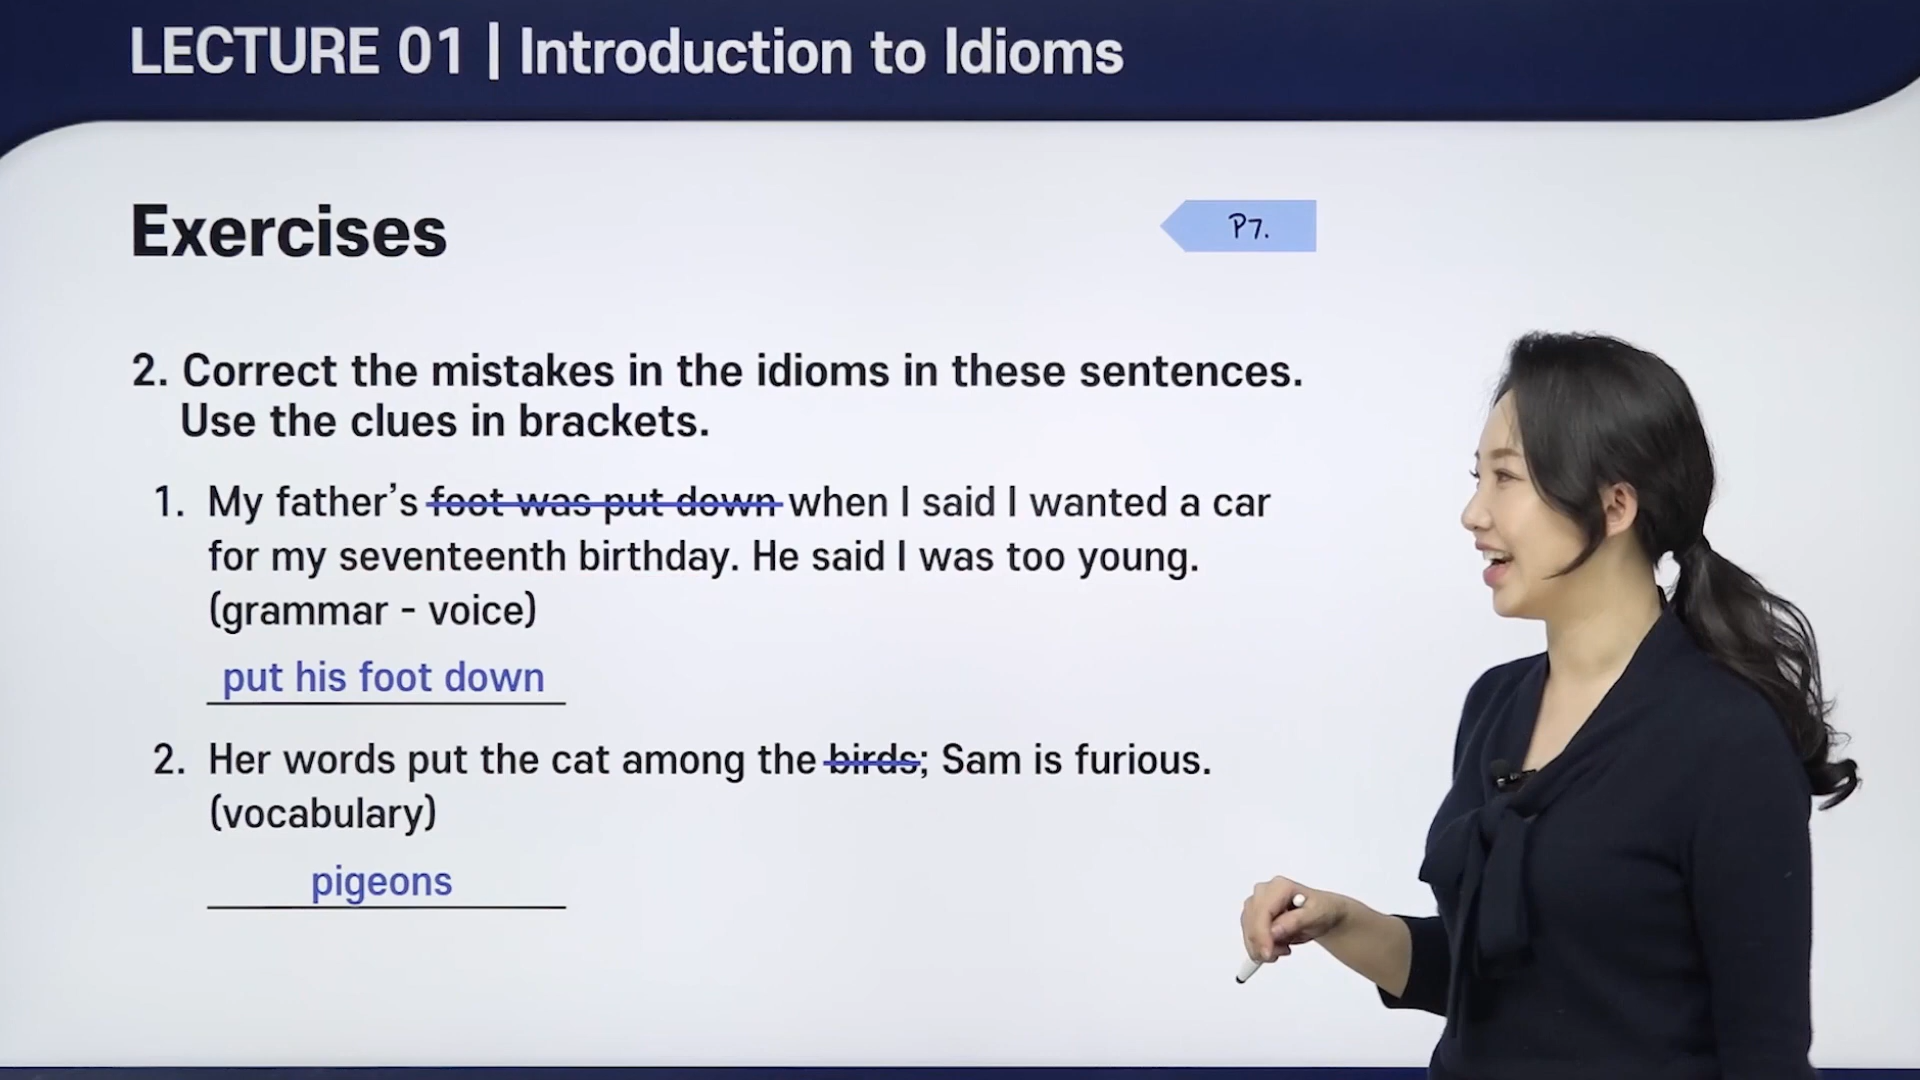 LECTURE 01 | Introduction to Idioms
Exercises
P7.
2. Correct the mistakes in the idioms in these sentences.
Use the clues in brackets.
1. My father's foot was put down when I said I wanted a car
for my seventeenth birthday. He said I was too young.
(grammar - voice)
put his foot down
2. Her words put the cat among the birds; Sam is furious.
(vocabulary)
pigeons